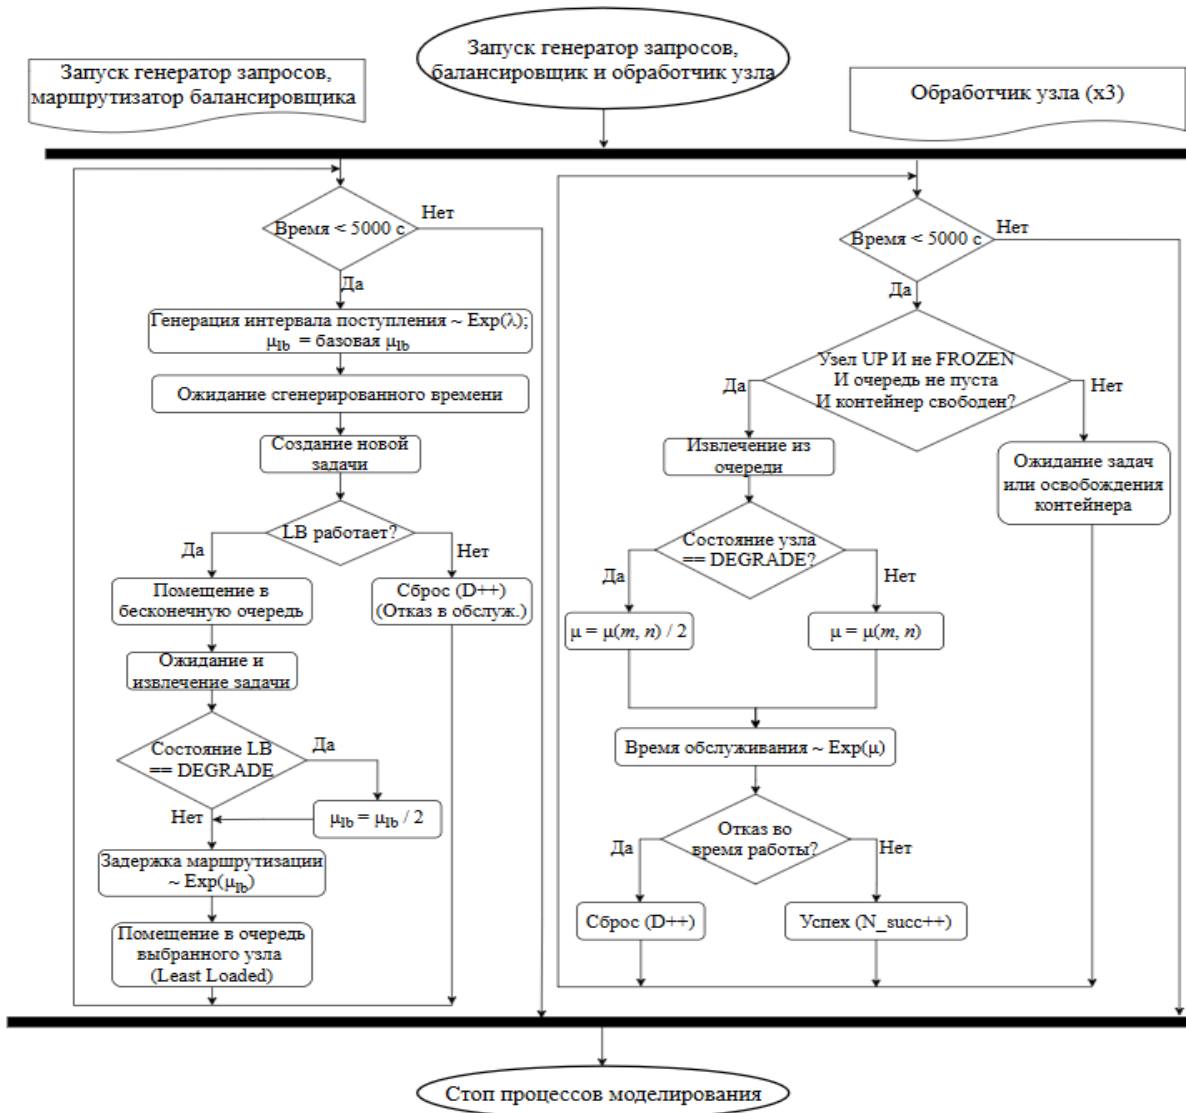 Запуск генератор запросов,
балансировщик и обработчик узла
Запуск генератор запросов,
маршрутизатор балансировщика
Обработчик узла (x3)
Время < 5000 с
Нет
Да
Генерация интервала поступления ~ Exp(λ);
μlb = базовая μlb
Ожидание сгенерированного времени
Создание новой
задачи
LB работает?
Да
Нет
Помещение в
бесконечную очередь
Сброс (D++)
(Отказ в обслуж.)
Ожидание и
извлечение задачи
Состояние LB
== DEGRADE
Да
Нет
μlb = μlb / 2
Задержка маршрутизации
~ Exp(μlb)
Помещение в очередь
выбранного узла
(Least Loaded)
Время < 5000 с
Нет
Да
Узел UP И не FROZEN
И очередь не пуста
И контейнер свободен?
Да
Нет
Извлечение из
очереди
Ожидание задач
или освобождения
контейнера
Состояние узла
== DEGRADE?
Да
Нет
μ = μ(m, n) / 2
μ = μ(m, n)
Время обслуживания ~ Exp(μ)
Отказ во
время работы?
Да
Нет
Сброс (D++)
Успех (N_succ++)
Стоп процессов моделирования